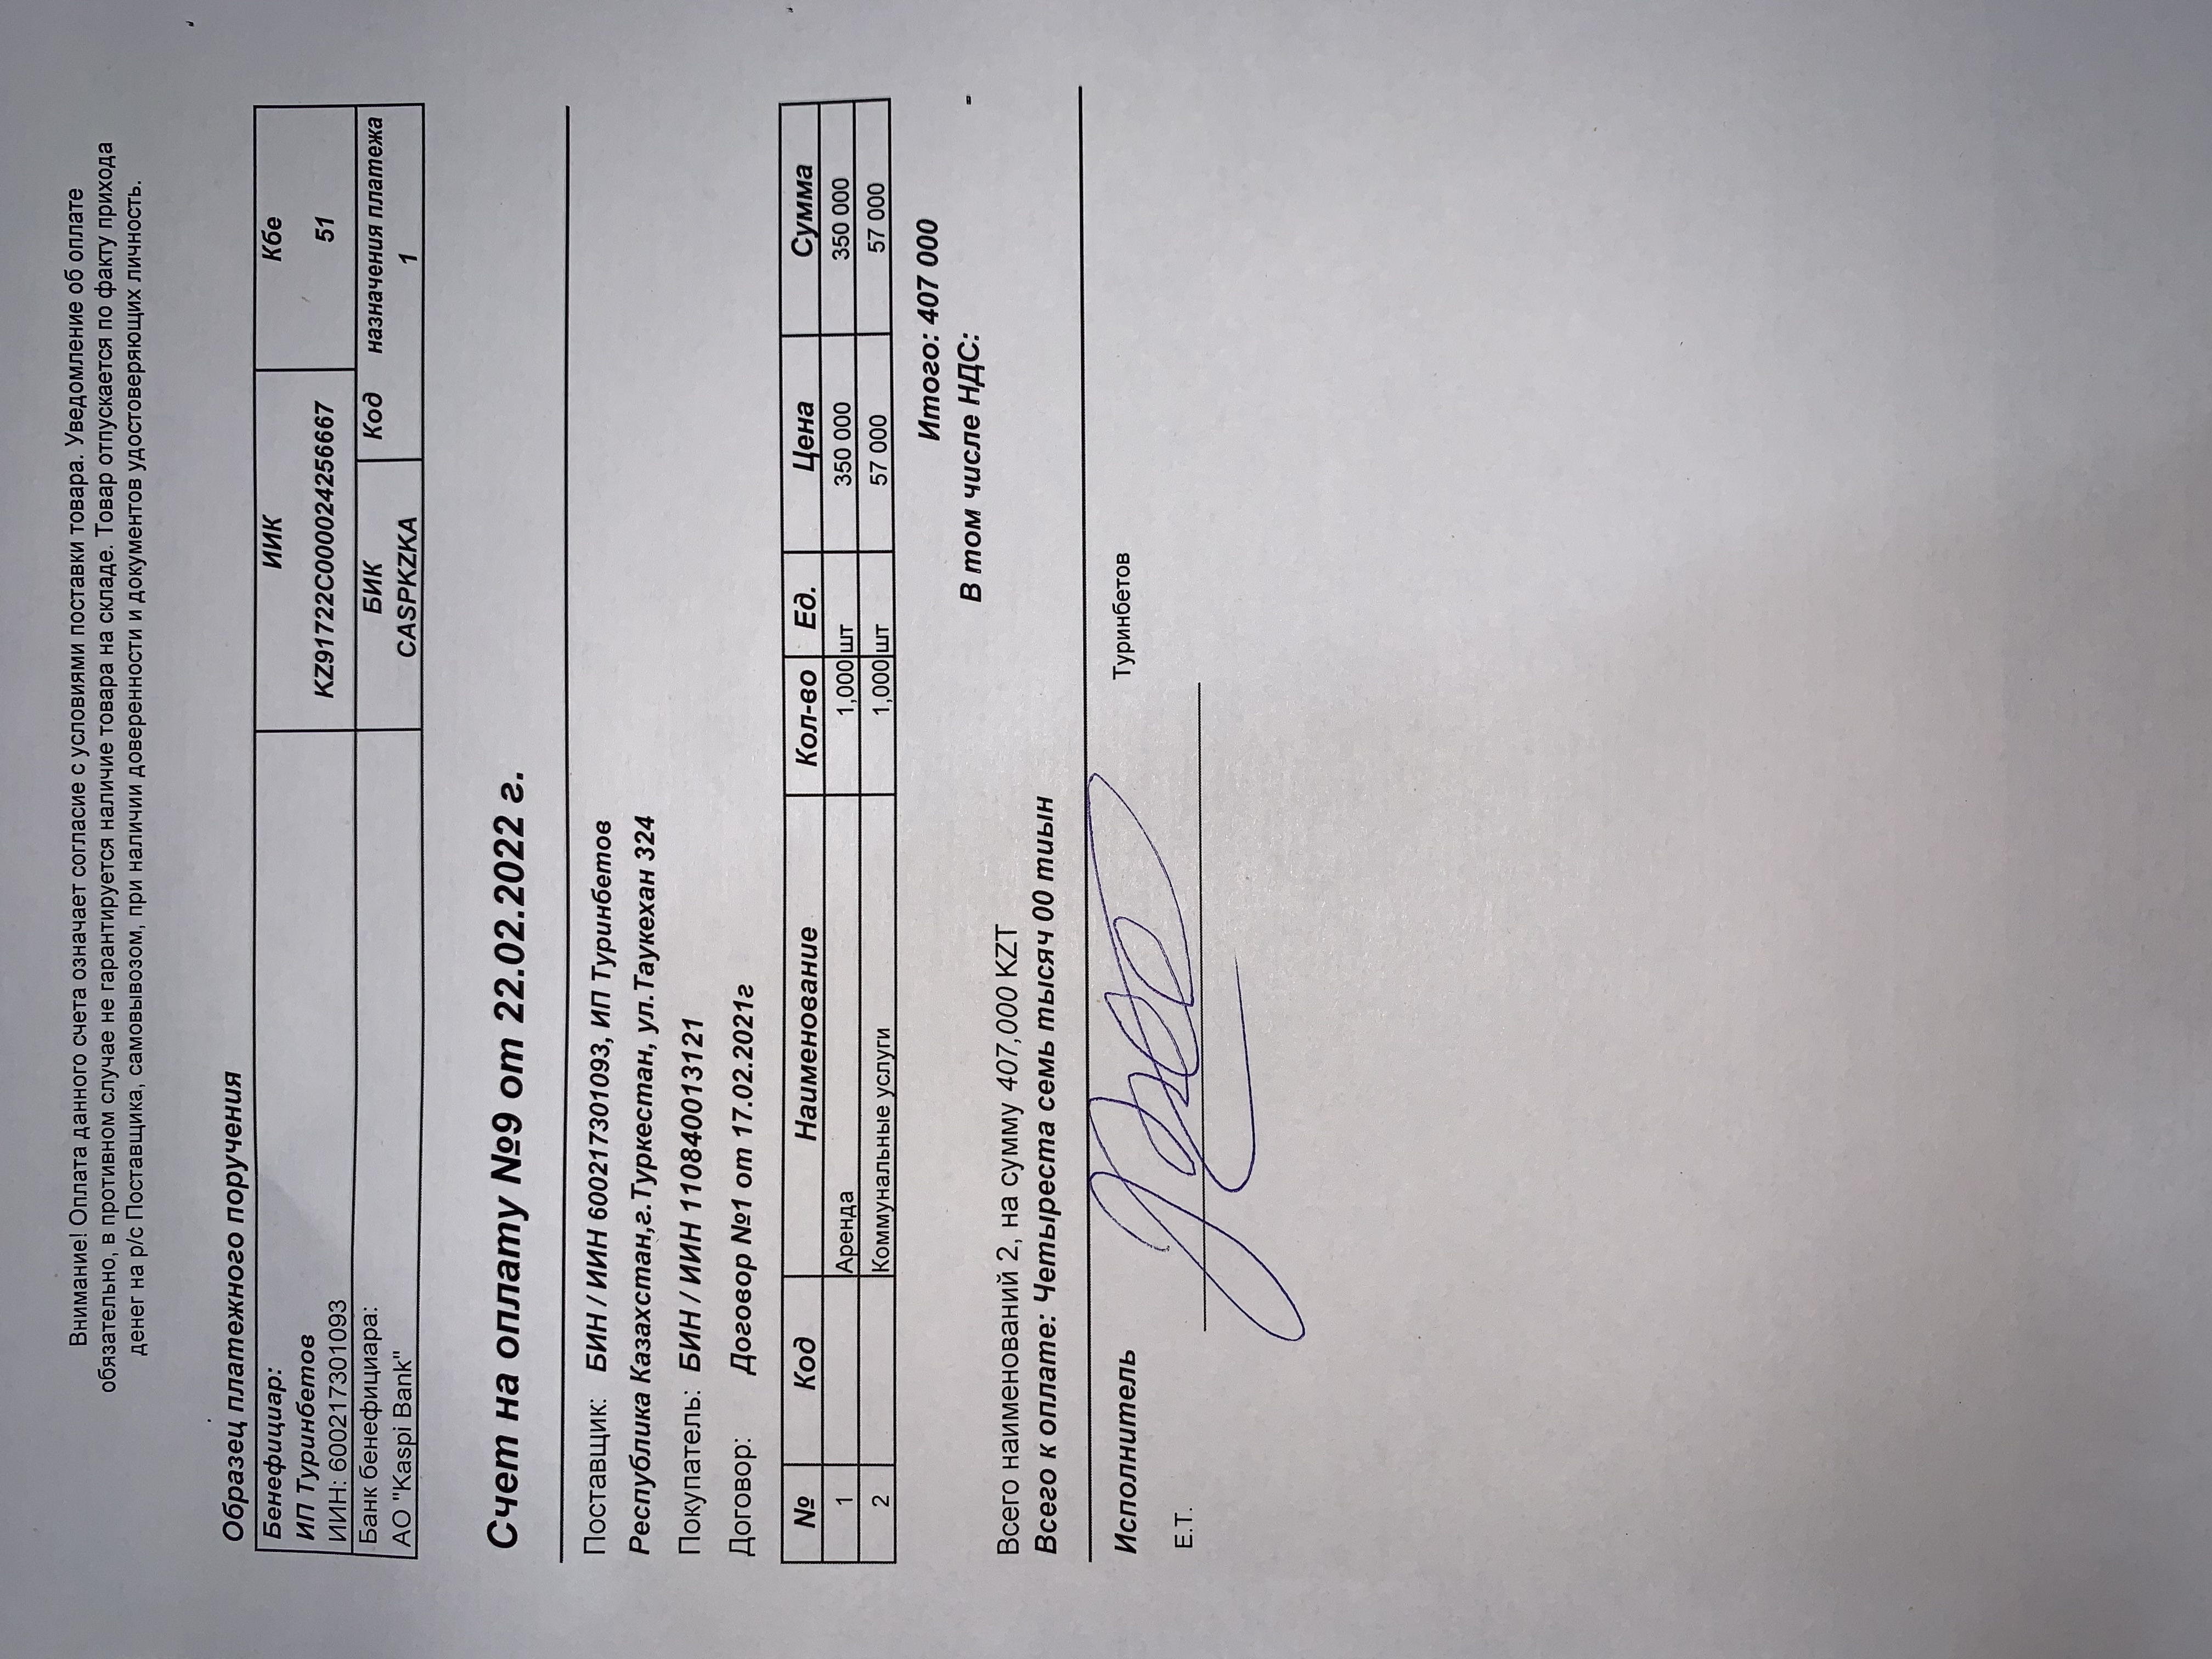 Внимание! Оплата данного счета означает согласие с условиями поставки товара. Уведомление об оплате
обязательно, в противном случае не гарантируется наличие товара на складе. Товар отпускается по факту прихода
денег на р/с Поставщика, самовывозом, при наличии доверенности и документов удостоверяющих личность.
Образец платежного поручения
Бенефициар: ИИК Кбе
ИП Туринбетов
ИИН: 600217301093 KZ91722C000024256667 51
Банк бенефициара: БИК Код назначения платежа
АО "Kaspi Bank" CASPKZKA 1
Счет на оплату №9 от 22.02.2022 г.
Поставщик: БИН / ИИН 600217301093, ИП Туринбетов
Республика Казахстан,г.Туркестан, ул.Таукехан 324
Покупатель: БИН / ИИН 110840013121
Договор: Договор №1 от 17.02.2021г
№ Код Наименование Кол-во Ед. Цена Сумма
1 Аренда 1,000 шт 350 000 350 000
2 Коммунальные услуги 1,000 шт 57 000 57 000
Итого: 407 000
В том числе НДС: -
Всего наименований 2, на сумму 407,000 KZT
Всего к оплате: Четыреста семь тысяч 00 тиын
Исполнитель Туринбетов
Е.Т.